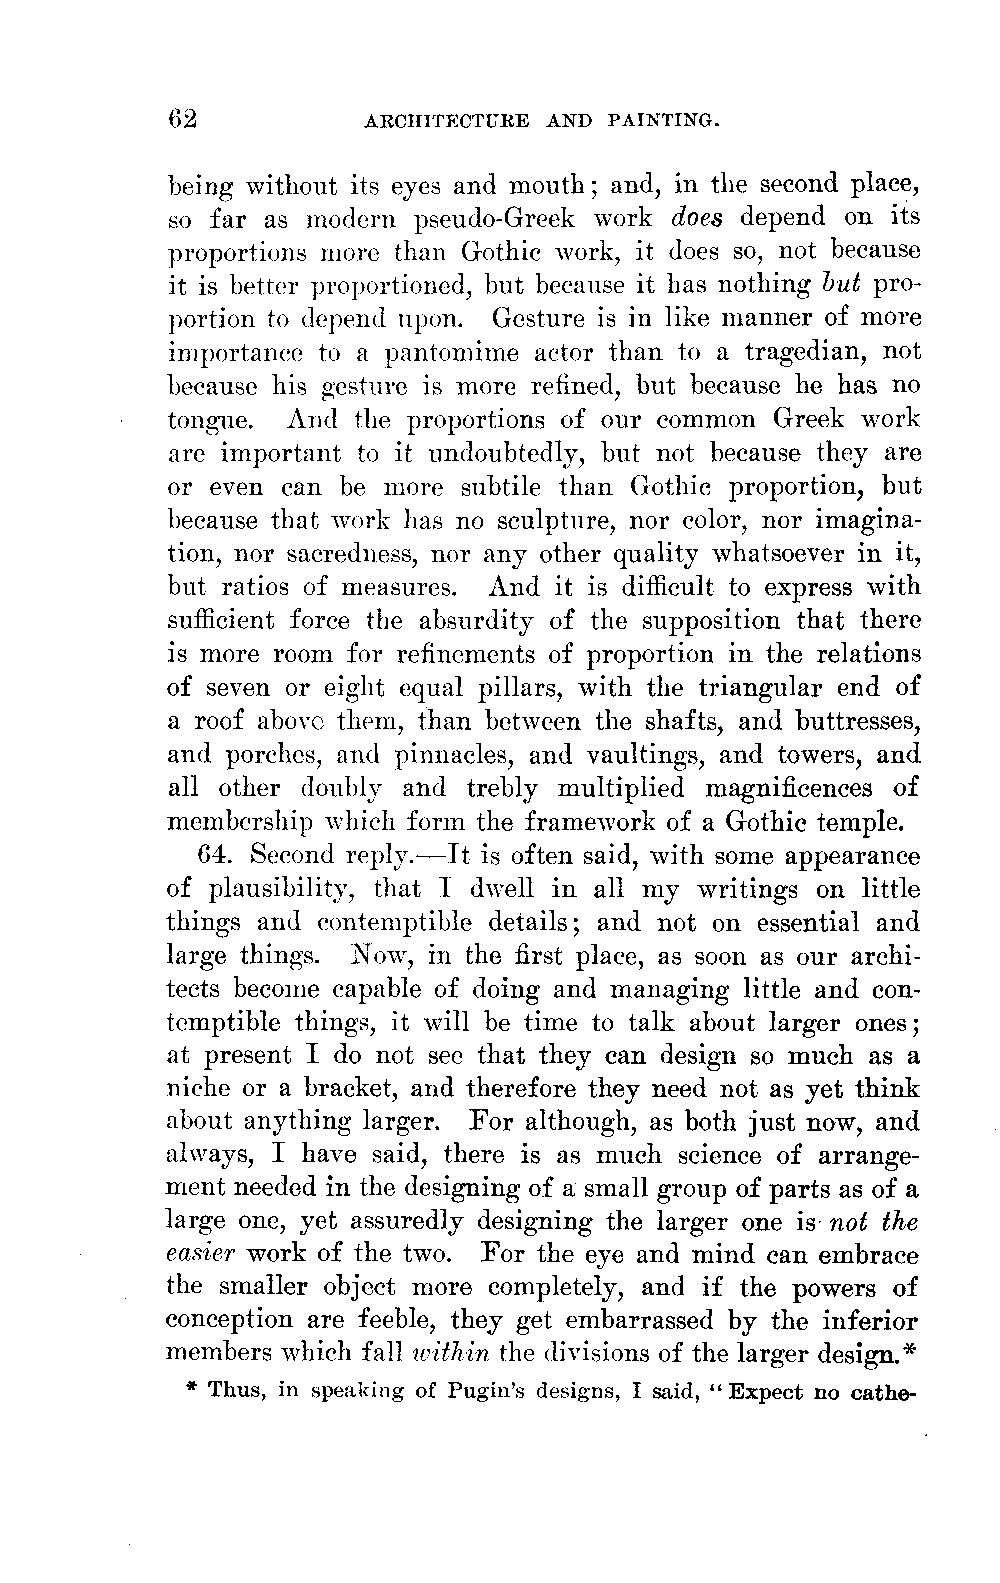 62 ARCHITECTURE AND PAINTING.
being without its eyes and mouth; and, in the second place,
so far as modern pseudo-Greek work does depend on its
proportions more than Gothic work, it does so, not because
it is better proportioned, but because it has nothing but pro-
portion to depend upon. Gesture is in like manner of more
importance to a pantomime actor than to a tragedian, not
because his gesture is more refined, but because he has no
tongue. And the proportions of our common Greek work
are important to it undoubtedly, but not because they are
or even can be more subtile than Gothic proportion, but
because that work has no sculpture, nor color, nor imagina-
tion, nor sacredness, nor any other quality whatsoever in it,
but ratios of measures. And it is difficult to express with
sufficient force the absurdity of the supposition that there
is more room for refinements of proportion in the relations
of seven or eight equal pillars, with the triangular end of
a roof above them, than between the shafts, and buttresses,
and porches, and pinnacles, and vaultings, and towers, and
all other doubly and trebly multiplied magnificences of
membership which form the framework of a Gothic temple.
64. Second reply.—It is often said, with some appearance
of plausibility, that I dwell in all my writings on little
things and contemptible details; and not on essential and
large things. Now, in the first place, as soon as our archi-
tects become capable of doing and managing little and con-
temptible things, it will be time to talk about larger ones;
at present I do not see that they can design so much as a
niche or a bracket, and therefore they need not as yet think
about anything larger. For although, as both just now, and
always, I have said, there is as much science of arrange-
ment needed in the designing of a small group of parts as of a
large one, yet assuredly designing the larger one is not the
easier work of the two. For the eye and mind can embrace
the smaller object more completely, and if the powers of
conception are feeble, they get embarrassed by the inferior
members which fall within the divisions of the larger design.*
* Thus, in speaking of Pugin's designs, I said, "Expect no cathe-